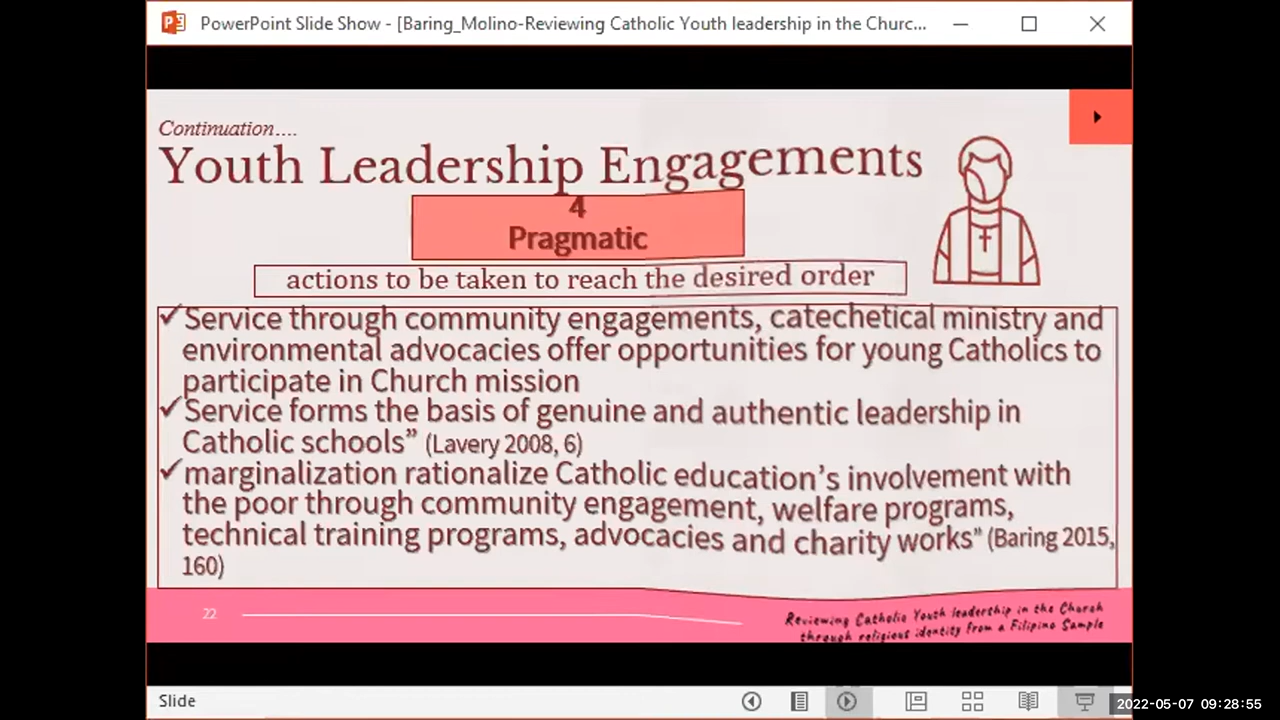 PowerPoint Slide Show - [Baring_Molino-Reviewing Catholic Youth leadership in the Churc...
Continuation....
Youth Leadership Engagements
4
Pragmatic
actions to be taken to reach the desired order
✓Service through community engagements, catechetical ministry and
environmental advocacies offer opportunities for young Catholics to
participate in Church mission
✓Service forms the basis of genuine and authentic leadership in
Catholic schools” (Lavery 2008, 6)
✓marginalization rationalize Catholic education’s involvement with
the poor through community engagement, welfare programs,
technical training programs, advocacies and charity works” (Baring 2015,
160)
22
Reviewing Catholic Youth leadership in the Church
through religious identity from a Filipino Sample
Slide
2022-05-07 09:28:55